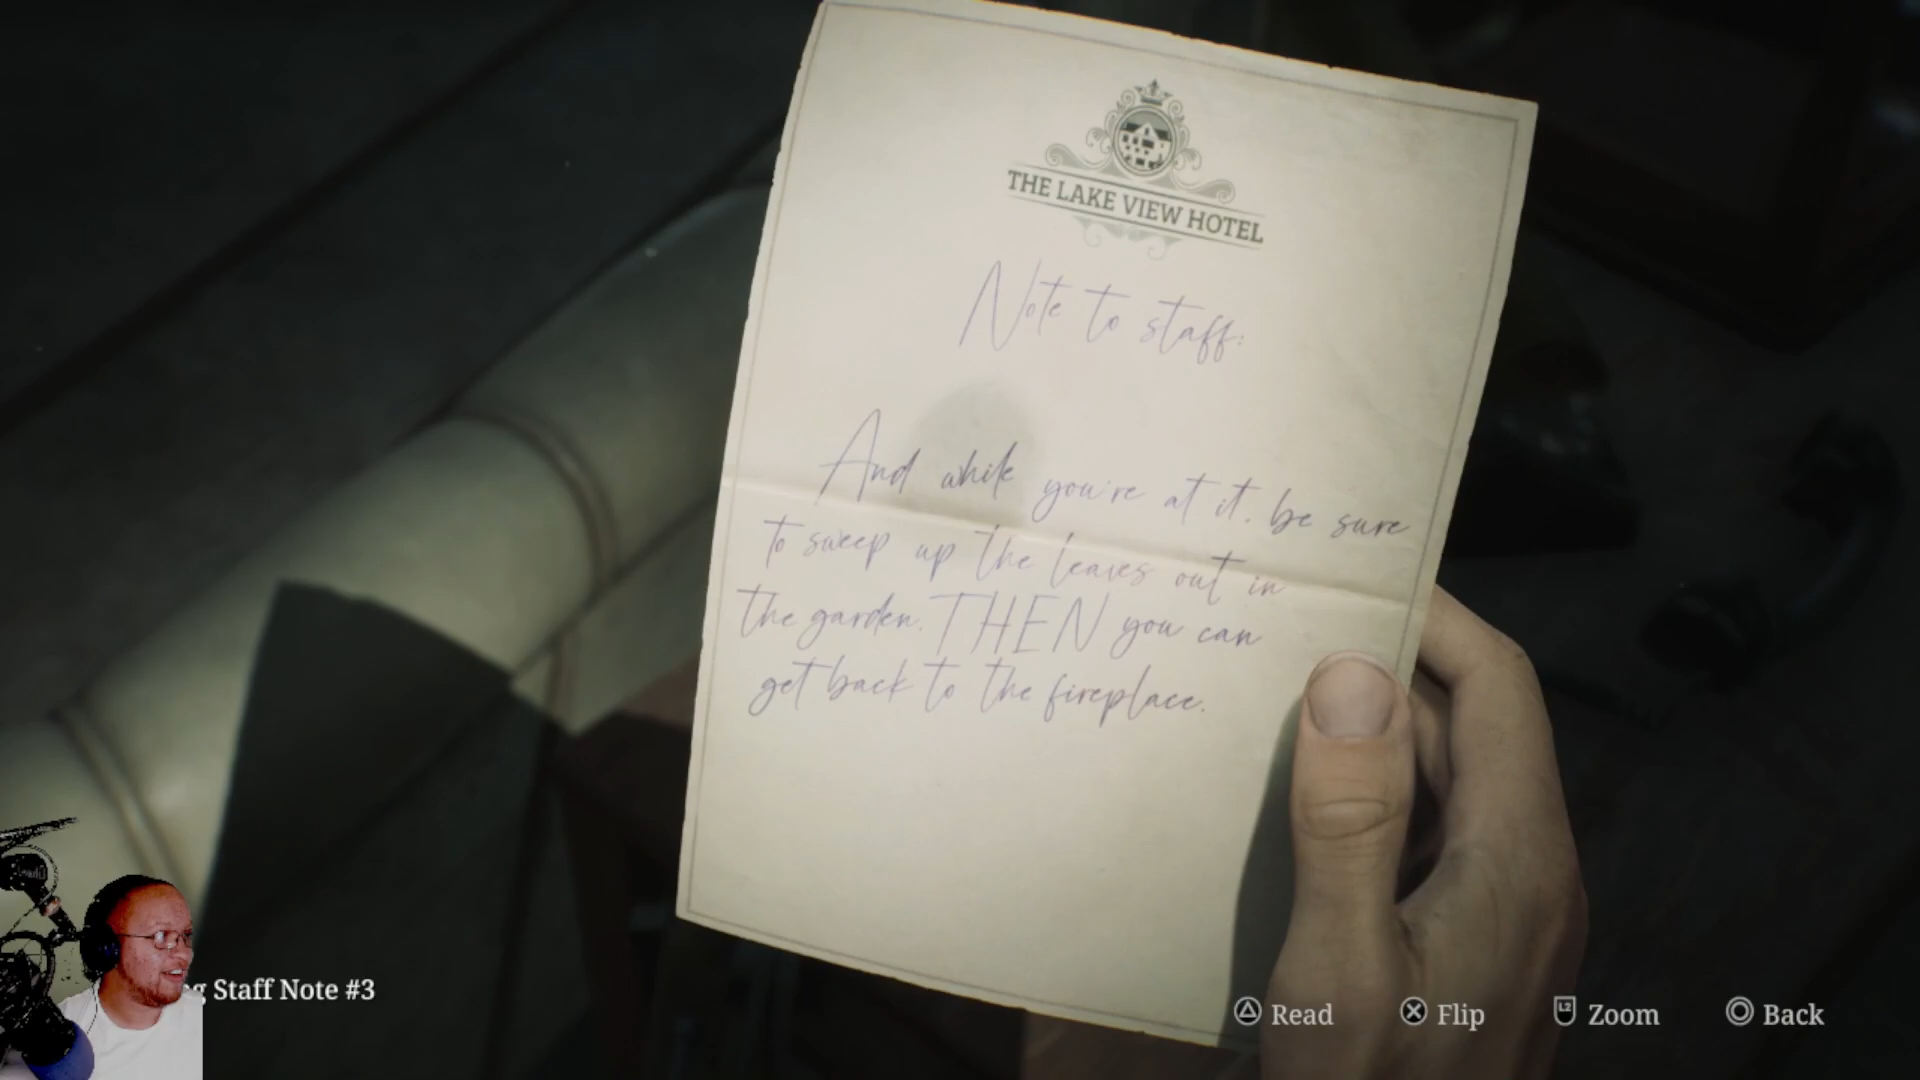 THE LAKE VIEW HOTEL
Note to staff:
And while you're at it, be sure
to sweep up the leaves out in
the garden. THEN you can
get back to the fireplace.
Staff Note #3
Read
Flip
L2
Zoom
Back